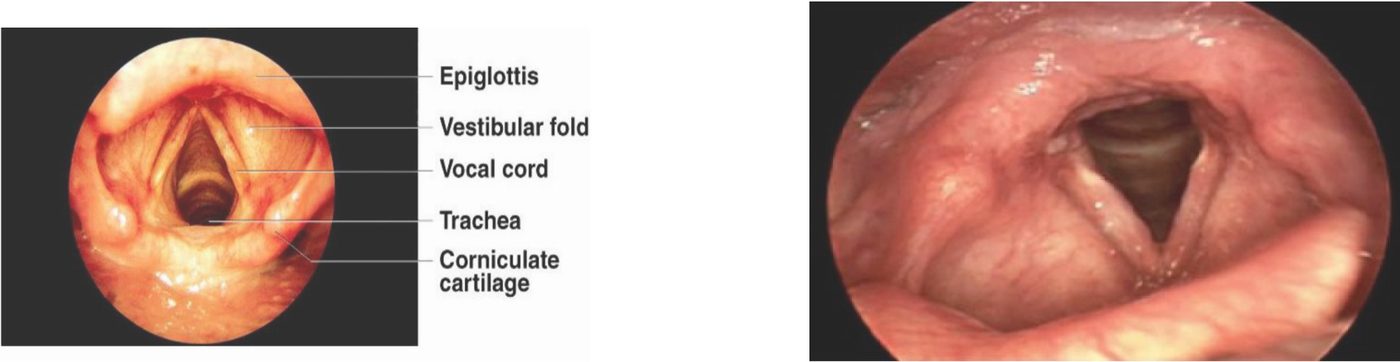 Epiglottis
Vestibular fold
Vocal cord
Trachea
Corniculate
cartilage